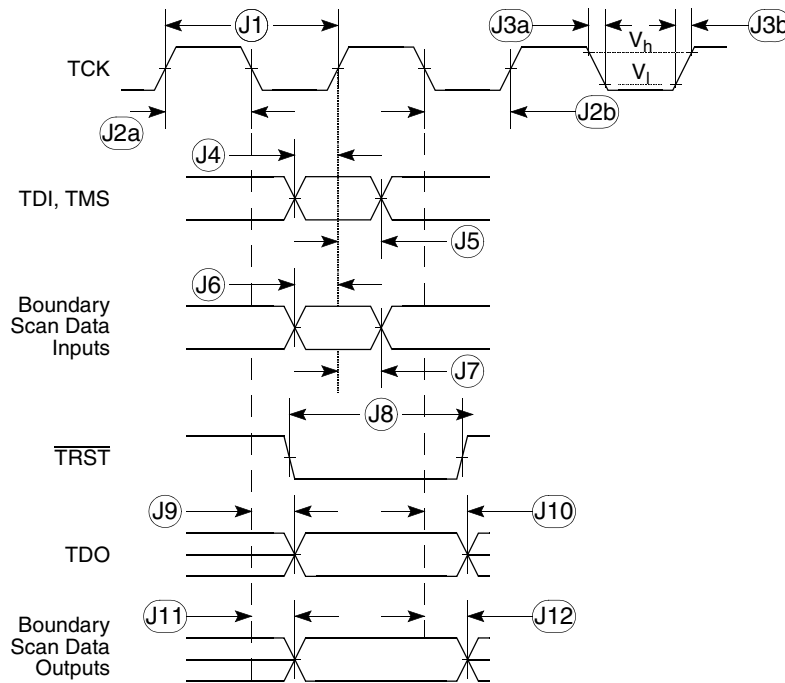 J1
J3a
J3b
Vh
TCK
Vl
J2a
J2b
J4
TDI, TMS
J5
J6
Boundary
Scan Data
Inputs
J7
J8
TRST
J9
J10
TDO
J11
J12
Boundary
Scan Data
Outputs